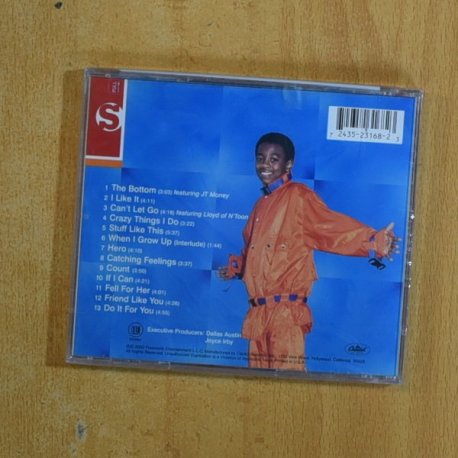 S
7 2435-23168-2 3
1 The Bottom (3:03) featuring JT Money
2 I Like It (4:11)
3 Can't Let Go (4:18) featuring Lloyd of N'Toon
4 Crazy Things I Do (3:22)
5 Stuff Like This (5:37)
6 When I Grow Up (Interlude) 1:44
7 Hero (4:10)
8 Catching Feelings (2:37)
9 Count (3:50)
10 If I Can (4:21)
11 Fell For Her (4:01)
12 Friend Like You (4:28)
13 Do It For You (4:55)
Executive Producers: Dallas Austin
Joyce Irby
Capitol